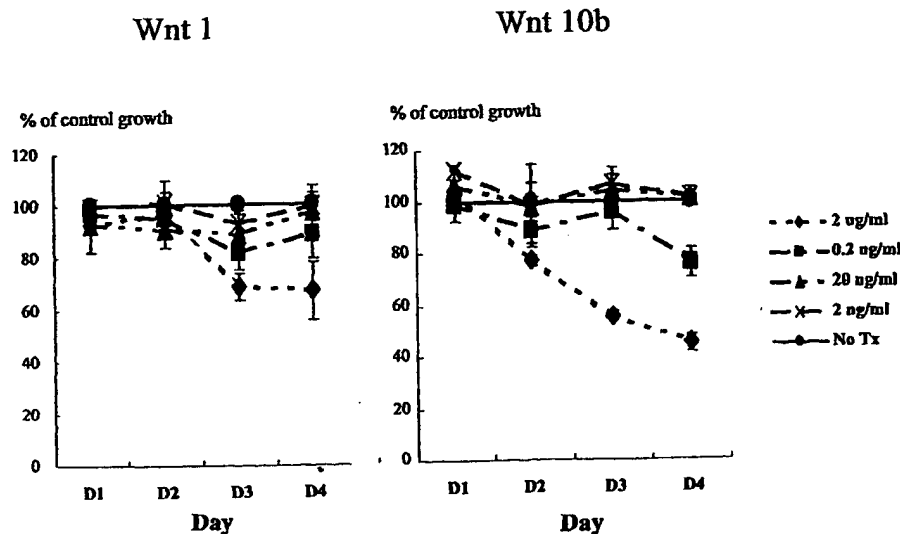 Wnt 1
Wnt 10b
% of control growth
120
100
80
60
40
20
0
D1 D2 D3 D4
Day
% of control growth
120
100
80
60
40
20
0
D1 D2 D3 D4
Day
2 ug/ml
0.2 ug/ml
20 ng/ml
2 ng/ml
No Tx